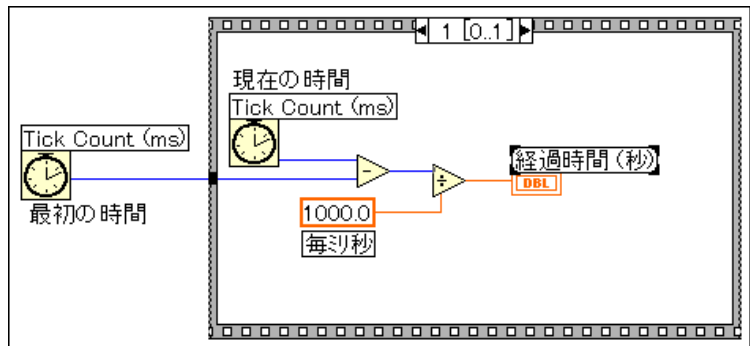 1 [0..1]
現在の時間
Tick Count (ms)
Tick Count (ms)
最初の時間
経過時間(秒)
DBL
1000.0
毎ミリ秒